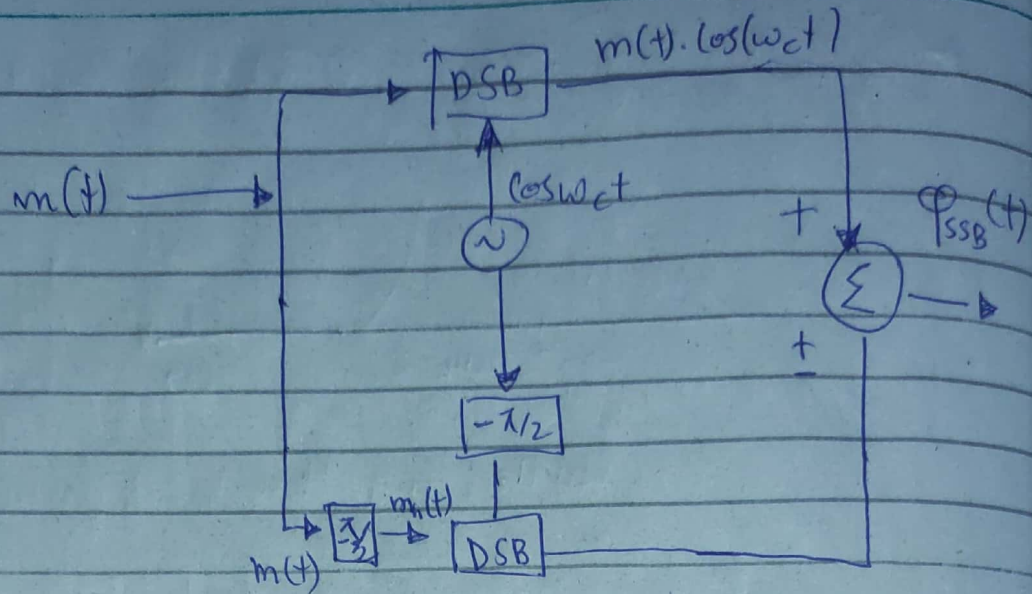 m(t). Cos(ωct)
DSB
m(t)
Cosωct
~
+
φSSB(t)
Σ
±
-π/2
mh(t)
-π/2
DSB
m(t)